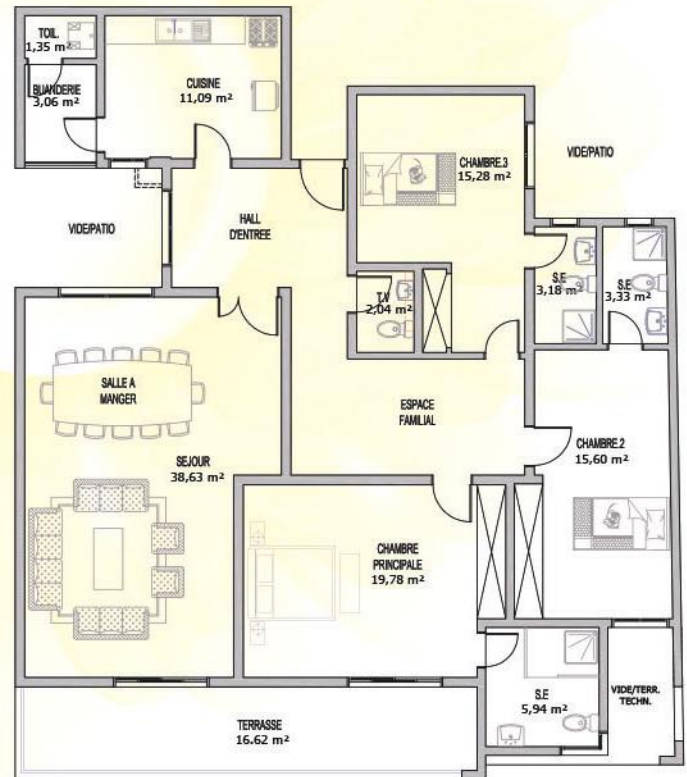 TOIL.
1,35 m²
CUISINE
11,09 m²
BUANDERIE
3,06 m²
CHAMBRE.3
15,28 m²
VIDE/PATIO
VIDE/PATIO
HALL
D'ENTREE
S.E
3,18 m²
S.E
3,33 m²
T.V
2,04 m²
SALLE A
MANGER
ESPACE
FAMILIAL
SEJOUR
38,63 m²
CHAMBRE.2
15,60 m²
CHAMBRE
PRINCIPALE
19,78 m²
S.E
5,94 m²
VIDE/TERR.
TECHN.
TERRASSE
16.62 m²